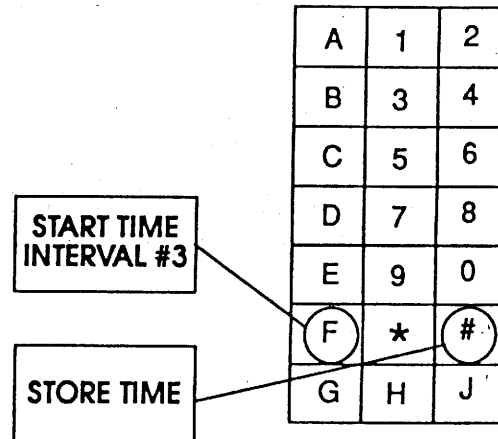 A 1 2
B 3 4
C 5 6
D 7 8
E 9 0
F * #
G H J
START TIME
INTERVAL #3
STORE TIME